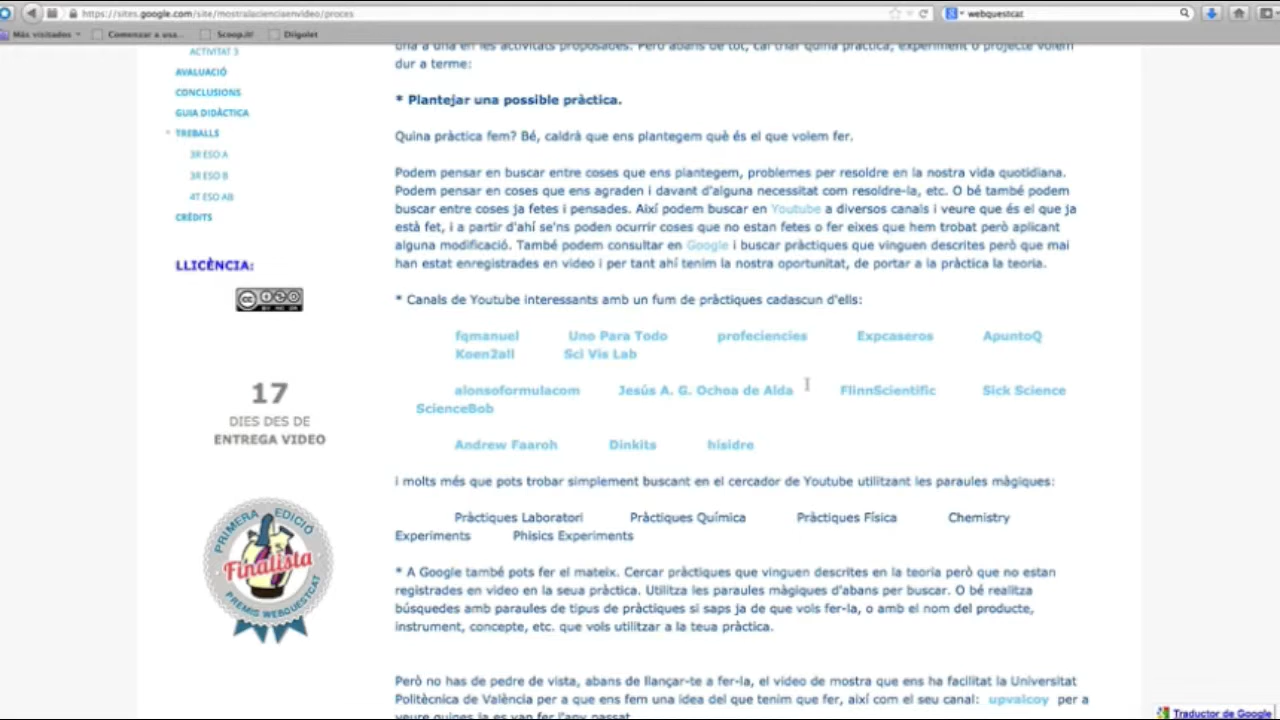 https://sites.google.com/site/mostralacienciaenvideo/proces
webquestcat
Más visitados
Comenzar a usa...
Scoop.it!
Diigolet
ACTIVITAT 3
AVALUACIÓ
CONCLUSIONS
GUIA DIDÀCTICA
TREBALLS
3R ESO A
3R ESO B
4T ESO AB
CRÈDITS
LLICÈNCIA:
17
DIES DES DE
ENTREGA VIDEO
PRIMERA EDICIÓ
Finalista
PREMIS WEBQUESTCAT
una a una en les activitats proposades. Però abans de tot, cal triar quina pràctica, experiment o projecte volem
dur a terme:
* Plantejar una possible pràctica.
Quina pràctica fem? Bé, caldrà que ens plantegem què és el que volem fer.
Podem pensar en buscar entre coses que ens plantegem, problemes per resoldre en la nostra vida quotidiana.
Podem pensar en coses que ens agraden i davant d'alguna necessitat com resoldre-la, etc. O bé també podem
buscar entre coses ja fetes i pensades. Així podem buscar en Youtube a diversos canals i veure que és el que ja
està fet, i a partir d'ahí se'ns poden ocurrir coses que no estan fetes o fer eixes que hem trobat però aplicant
alguna modificació. També podem consultar en Google i buscar pràctiques que vinguen descrites però que mai
han estat enregistrades en video i per tant ahí tenim la nostra oportunitat, de portar a la pràctica la teoria.
* Canals de Youtube interessants amb un fum de pràctiques cadascun d'ells:
fqmanuel Uno Para Todo profeciencies Expcaseros ApuntoQ
Koen2all Sci Vis Lab
alonsoformulacom Jesús A. G. Ochoa de Alda FlinnScientific Sick Science
ScienceBob
Andrew Faaroh Dinkits hisidre
i molts més que pots trobar simplement buscant en el cercador de Youtube utilitzant les paraules màgiques:
Pràctiques Laboratori Pràctiques Química Pràctiques Física Chemistry
Experiments Phisics Experiments
* A Google també pots fer el mateix. Cercar pràctiques que vinguen descrites en la teoria però que no estan
registrades en video en la seua pràctica. Utilitza les paraules màgiques d'abans per buscar. O bé realitza
búsquedes amb paraules de tipus de pràctiques si saps ja de que vols fer-la, o amb el nom del producte,
instrument, concepte, etc. que vols utilitzar a la teua pràctica.
Però no has de pedre de vista, abans de llançar-te a fer-la, el video de mostra que ens ha facilitat la Universitat
Politècnica de València per a que ens fem una idea del que tenim que fer, així com el seu canal: upvalcoy per a
veure quines ja es van fer l'any passat.
Traductor de Google